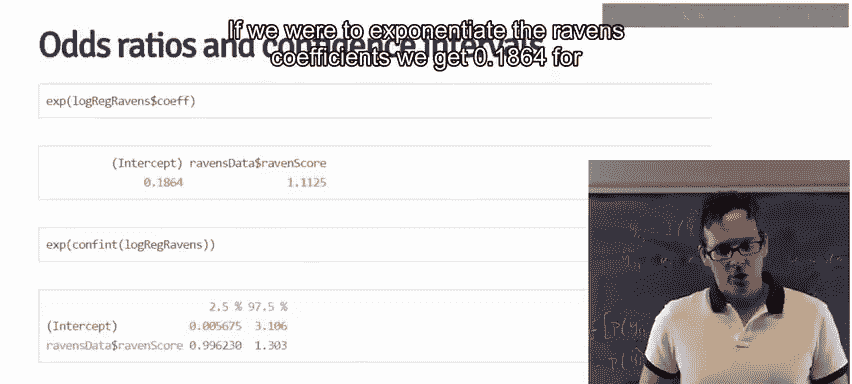 If we were to exponentiate the ravens
Odds ratios and confidence intervals
coefficients we get 0.1864 for
exp(logRegRavens$coeff)
(Intercept) ravensData$ravenScore
0.1864 1.1125
exp(confint(logRegRavens))
2.5 % 97.5 %
(Intercept) 0.005675 3.106
ravensData$ravenScore 0.996230 1.303